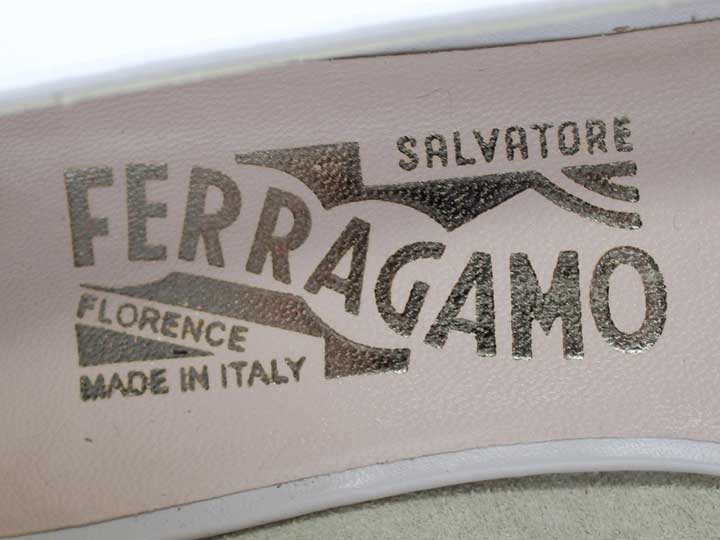 SALVATORE
FERRAGAMO
FLORENCE
MADE IN ITALY